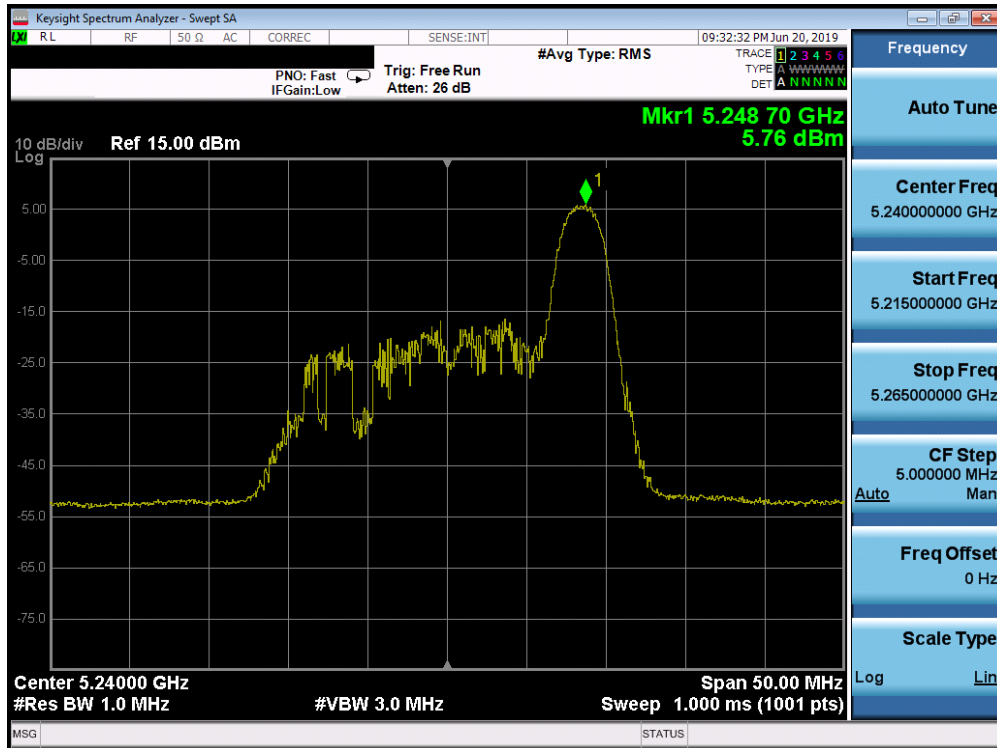 Keysight Spectrum Analyzer - Swept SA
LXI RL RF 50 Ω AC CORREC SENSE:INT 09:32:32 PM Jun 20, 2019
#Avg Type: RMS
TRACE 1 2 3 4 5 6
TYPE A WWWWW
DET A N N N N N
PNO: Fast
IFGain:Low
Trig: Free Run
Atten: 26 dB
Mkr1 5.248 70 GHz
5.76 dBm
10 dB/div
Log
Ref 15.00 dBm
1
5.00
-5.00
-15.0
-25.0
-35.0
-45.0
-55.0
-65.0
-75.0
Center 5.24000 GHz
Span 50.00 MHz
#Res BW 1.0 MHz
#VBW 3.0 MHz
Sweep 1.000 ms (1001 pts)
MSG STATUS
Frequency
Auto Tune
Center Freq
5.240000000 GHz
Start Freq
5.215000000 GHz
Stop Freq
5.265000000 GHz
CF Step
5.000000 MHz
Auto Man
Freq Offset
0 Hz
Scale Type
Log Lin